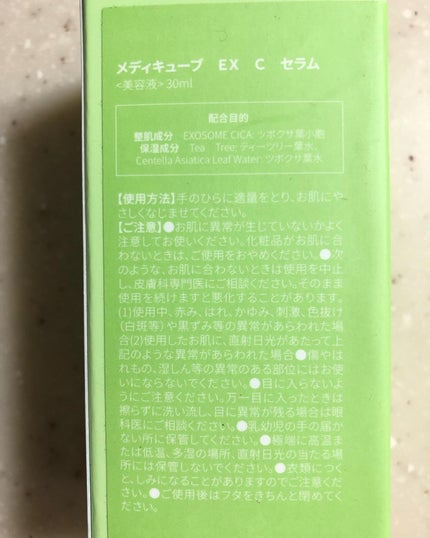 メディキューブ　EX　C　セラム
<美容液> 30ml
配合目的
整肌成分　EXOSOME CICA: ツボクサ葉小胞
保湿成分　Tea　Tree: ティーツリー葉水、
Centella Asiatica Leaf Water: ツボクサ葉水
【使用方法】手のひらに適量をとり、お肌にや
さしくなじませてください。
【ご注意】●お肌に異常が生じていないかよく
注意してお使いください。化粧品がお肌に合
わないときは、ご使用をおやめください。●次
のような、お肌に合わないときは使用を中止
し、皮膚科専門医にご相談ください。そのまま
使用を続けますと悪化することがあります。
(1)使用中、赤み、はれ、かゆみ、刺激、色抜け
（白斑等）や黒ずみ等の異常があらわれた場
合(2)使用したお肌に、直射日光があたって上
記のような異常があらわれた場合●傷やは
れもの、湿しん等の異常のある部位にはお使
いにならないでください。●目に入らないよ
うにご注意ください。万一目に入ったときは
擦らずに洗い流し、目に異常が残る場合は眼
科医にご相談ください。●乳幼児の手の届か
ない所に保管してください。●極端に高温ま
たは低温、多湿の場所、直射日光の当たる場
所には保管しないでください。●衣類につく
と、しみになることがありますのでご注意くだ
さい。●ご使用後はフタをきちんと閉めてく
ださい。